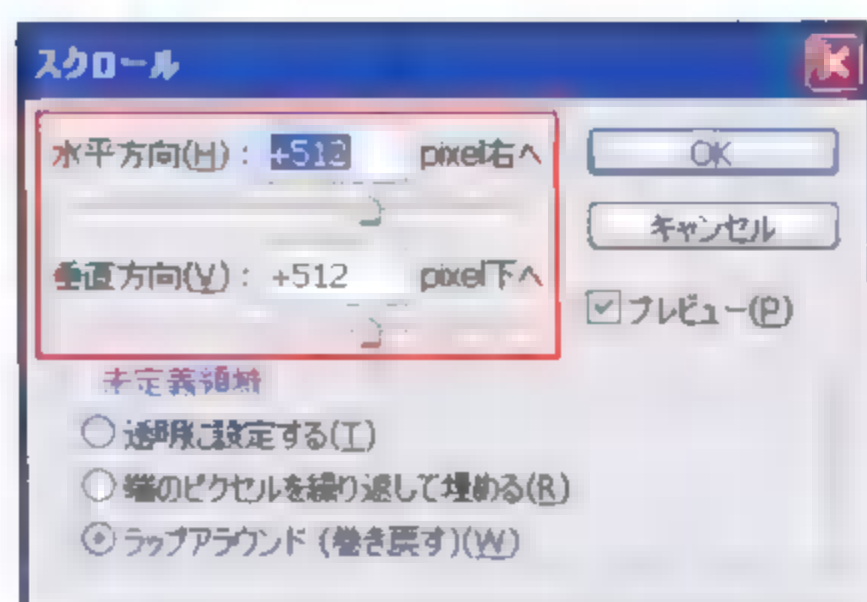 スクロール
水平方向(H): +512 pixel右へ
OK
キャンセル
垂直方向(V): +512 pixel下へ
プレビュー(P)
未定義領域
透明に設定する(T)
端のピクセルを繰り返して埋める(R)
ラップアラウンド (巻き戻す)(W)